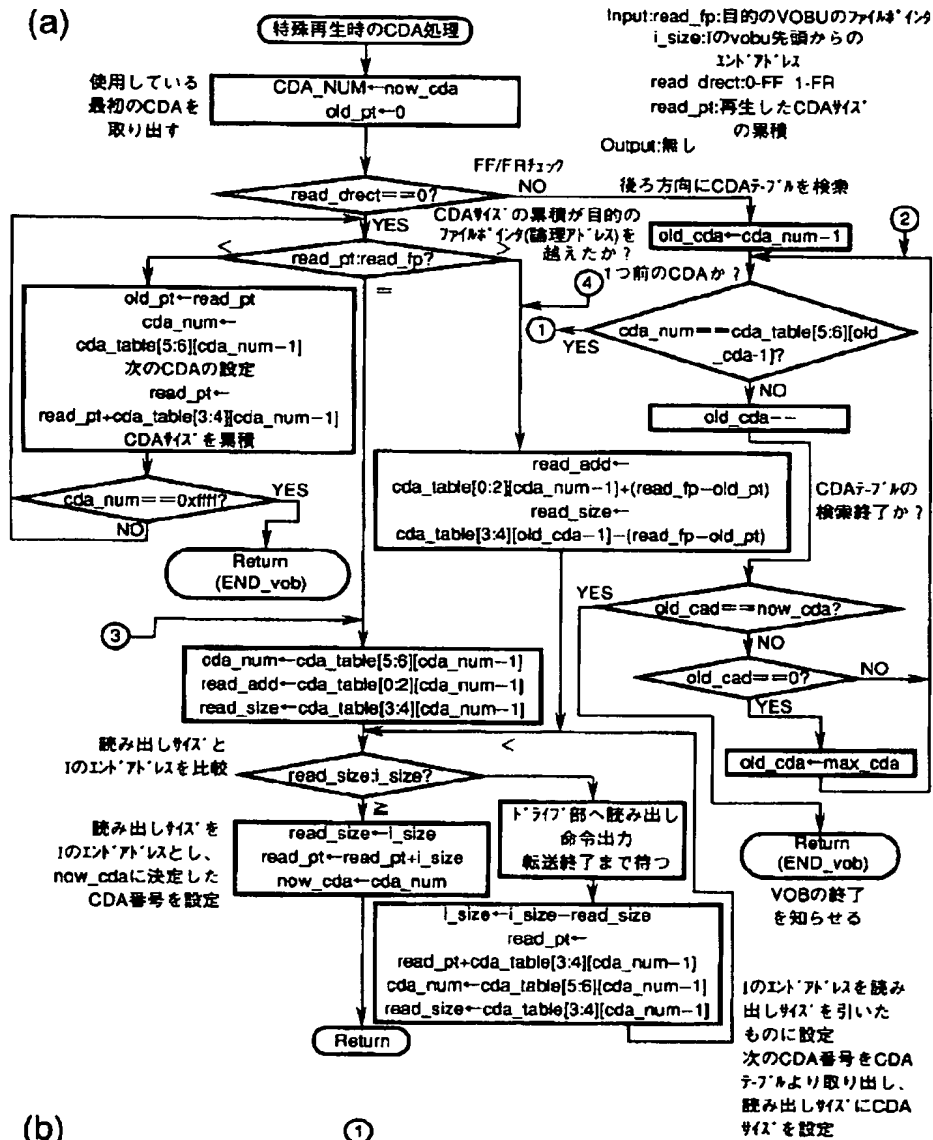 (a)
特殊再生時のCDA処理
Input:read_fp:目的のVOBUのファイルポインタ
i_size:Iのvobu先頭からの
エンドアドレス
read_drect:0-FF 1-FR
read_pt:再生したCDAサイズ
の累積
Output:無し
使用している
最初のCDAを
取り出す
CDA_NUM←now_cda
old_pt←0
FF/FRチェック
read_drect==0?
NO
YES
後ろ方向にCDAテーブルを検索
old_cda←cda_num-1
②
CDAサイズの累積が目的の
ファイルポインタ(論理アドレス)を
越えたか?
<
read_pt:read_fp?
>
=
④
1つ前のCDAか?
①
YES
cda_num==cda_table[5:6][old
_cda-1]?
NO
old_cda--
old_pt←read_pt
cda_num←
cda_table[5:6][cda_num-1]
次のCDAの設定
read_pt←
read_pt+cda_table[3:4][cda_num-1]
CDAサイズを累積
cda_num==0xffff?
YES
NO
Return
(END_vob)
read_add←
cda_table[0:2][cda_num-1]+(read_fp-old_pt)
read_size←
cda_table[3:4][old_cda-1]-(read_fp-old_pt)
CDAテーブルの
検索終了か?
YES
old_cad==now_cda?
NO
old_cad==0?
NO
YES
old_cda←max_cda
Return
(END_vob)
VOBの終了
を知らせる
③
cda_num←cda_table[5:6][cda_num-1]
read_add←cda_table[0:2][cda_num-1]
read_size←cda_table[3:4][cda_num-1]
読み出しサイズと
Iのエンドアドレスを比較
read_size:i_size?
<
≧
読み出しサイズを
Iのエンドアドレスとし、
now_cdaに決定した
CDA番号を設定
read_size←i_size
read_pt←read_pt+i_size
now_cda←cda_num
ドライブ部へ読み出し
命令出力
転送終了まで待つ
i_size←i_size-read_size
read_pt←
read_pt+cda_table[3:4][cda_num-1]
cda_num←cda_table[5:6][cda_num-1]
read_size←cda_table[3:4][cda_num-1]
Iのエンドアドレスを読み
出しサイズを引いた
ものに設定
次のCDA番号をCDA
テーブルより取り出し、
読み出しサイズにCDA
サイズを設定
Return
(b)
①